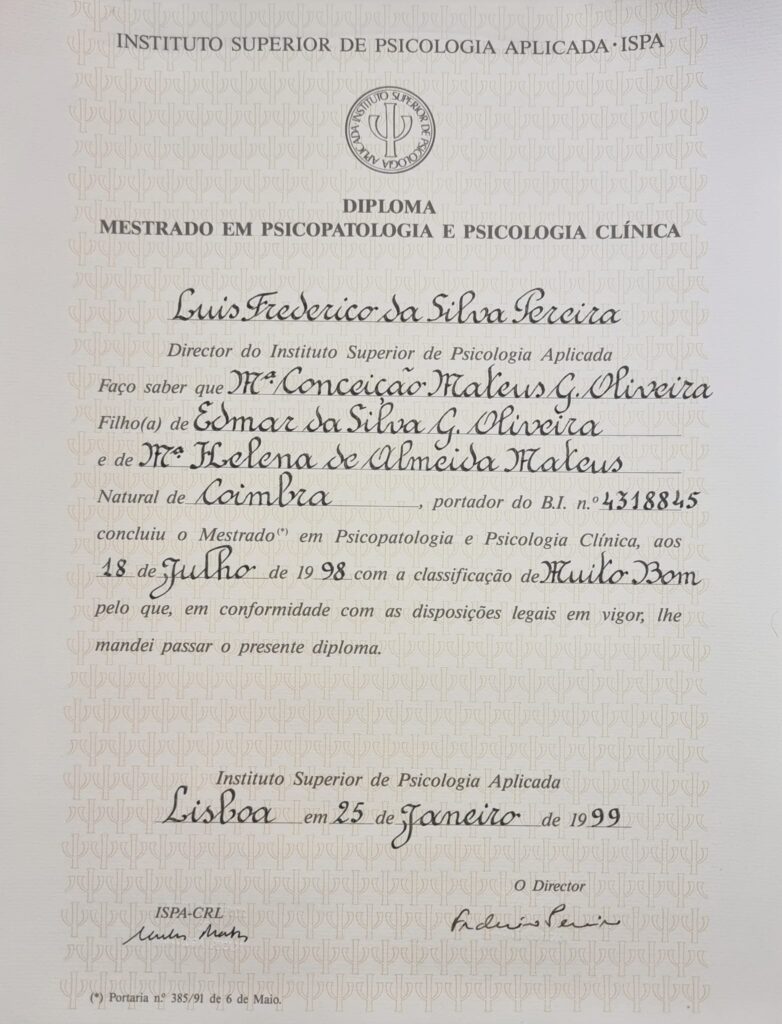 INSTITUTO SUPERIOR DE PSICOLOGIA APLICADA · ISPA
INSTITUTO SUPERIOR DE PSICOLOGIA APLICADA
DIPLOMA
MESTRADO EM PSICOPATOLOGIA E PSICOLOGIA CLÍNICA
Luis Frederico da Silva Pereira
Director do Instituto Superior de Psicologia Aplicada
Faço saber que Mª Conceição Mateus G. Oliveira
Filho(a) de Edmar da Silva G. Oliveira
e de Mª Helena de Almeida Mateus
Natural de Coimbra, portador do B.I. n.º 4318845
concluiu o Mestrado(*) em Psicopatologia e Psicologia Clínica, aos
18 de Julho de 1998 com a classificação de Muito Bom
pelo que, em conformidade com as disposições legais em vigor, lhe
mandei passar o presente diploma.
Instituto Superior de Psicologia Aplicada
Lisboa em 25 de Janeiro de 1999
O Director
ISPA-CRL
(*) Portaria n.º 385/91 de 6 de Maio.